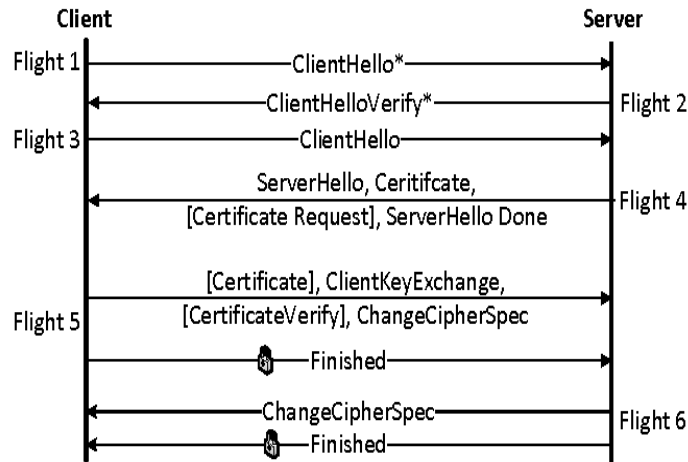 Client Server
Flight 1 ClientHello*
ClientHelloVerify* Flight 2
Flight 3 ClientHello
ServerHello, Ceritifcate,
[Certificate Request], ServerHello Done
Flight 4
[Certificate], ClientKeyExchange,
[CertificateVerify], ChangeCipherSpec
Flight 5
Finished
ChangeCipherSpec
Flight 6
Finished